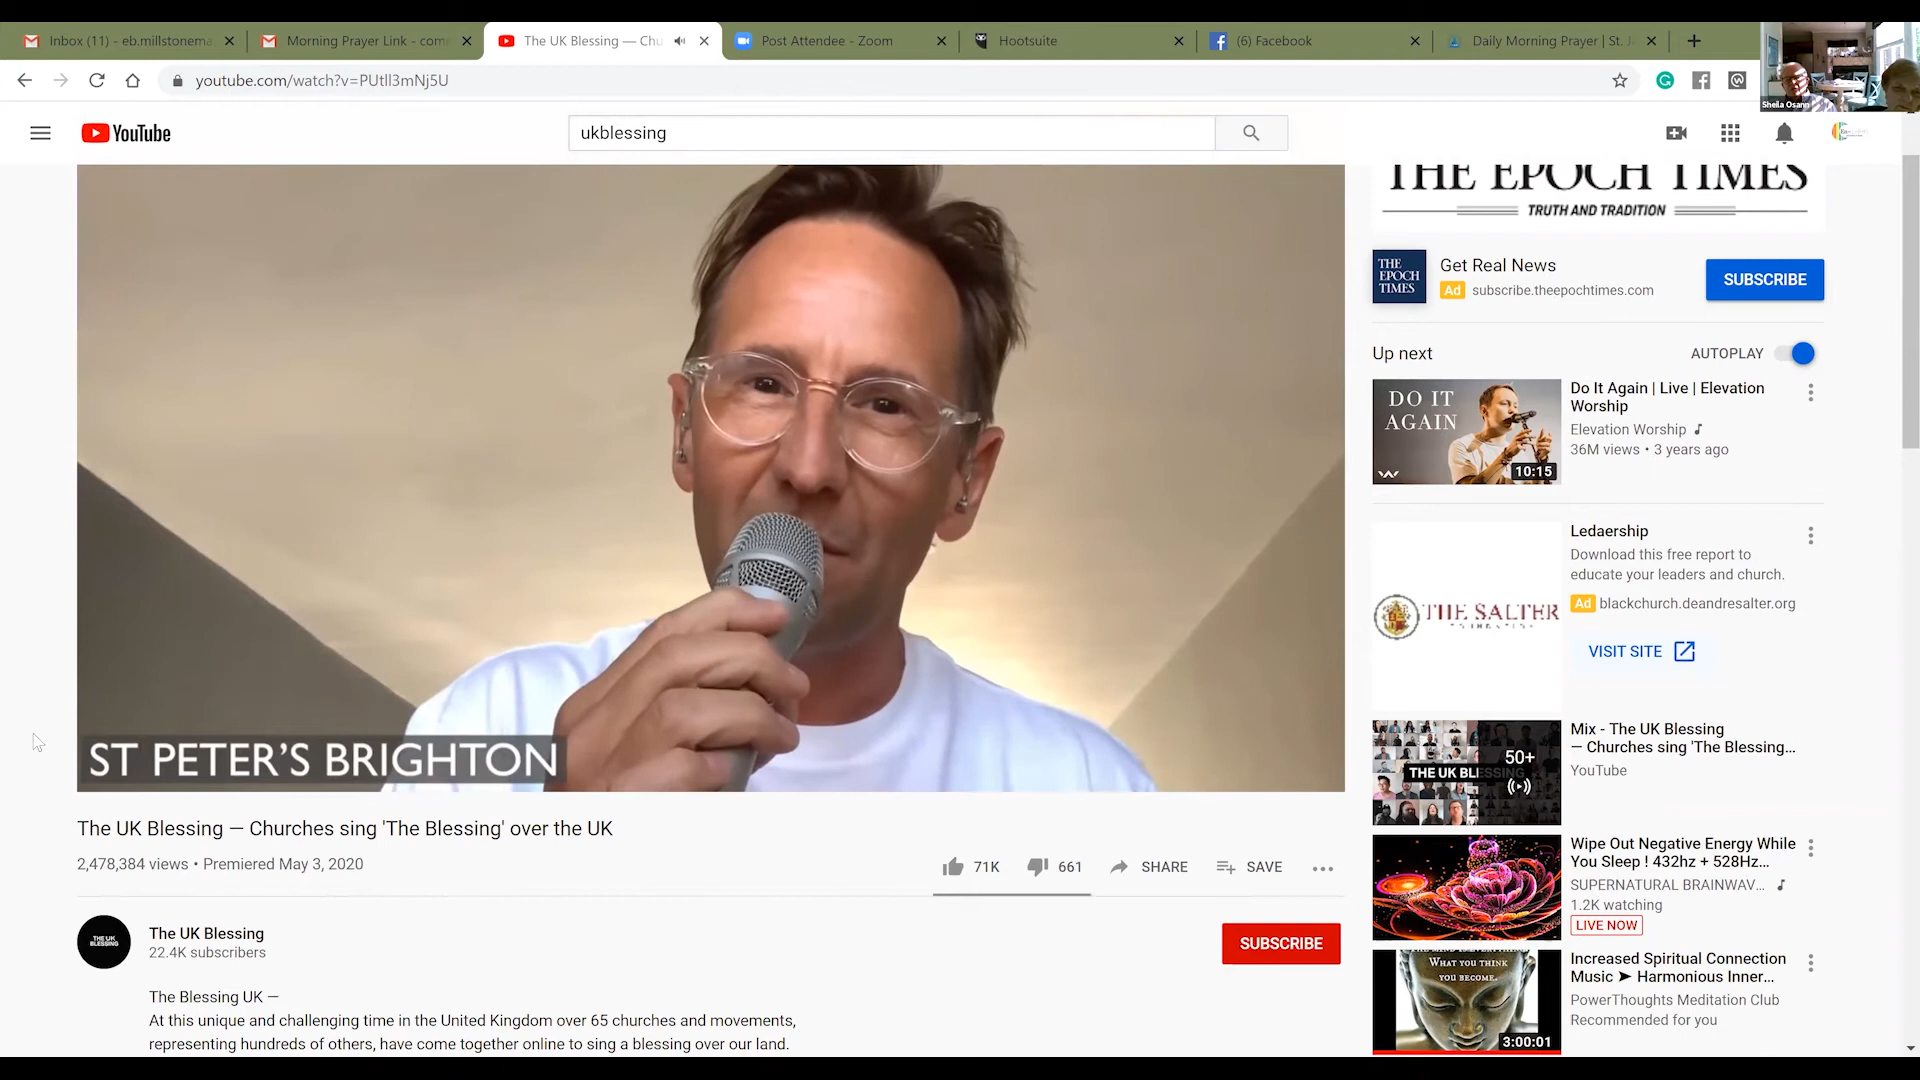 Inbox (11) - eb.millstonema
Morning Prayer Link - com
The UK Blessing — Chu
Post Attendee - Zoom
Hootsuite
(6) Facebook
Daily Morning Prayer | St. J
youtube.com/watch?v=PUtll3mNj5U
Sheila Osann
YouTube
ukblessing
THE EPOCH TIMES
TRUTH AND TRADITION
THE
EPOCH
TIMES
Get Real News
Ad subscribe.theepochtimes.com
SUBSCRIBE
Up next
AUTOPLAY
DO IT
AGAIN
10:15
Do It Again | Live | Elevation
Worship
Elevation Worship
36M views • 3 years ago
THE SALTER
Ledaership
Download this free report to
educate your leaders and church.
Ad blackchurch.deandresalter.org
VISIT SITE
THE UK BLESSING
50+
Mix - The UK Blessing
— Churches sing 'The Blessing...
YouTube
Wipe Out Negative Energy While
You Sleep ! 432hz + 528Hz...
SUPERNATURAL BRAINWAV...
1.2K watching
LIVE NOW
WHAT YOU THINK
YOU BECOME.
3:00:01
Increased Spiritual Connection
Music ➤ Harmonious Inner...
PowerThoughts Meditation Club
Recommended for you
ST PETER'S BRIGHTON
The UK Blessing — Churches sing 'The Blessing' over the UK
2,478,384 views • Premiered May 3, 2020
71K
661
SHARE
SAVE
THE UK
BLESSING
The UK Blessing
22.4K subscribers
SUBSCRIBE
The Blessing UK —
At this unique and challenging time in the United Kingdom over 65 churches and movements,
representing hundreds of others, have come together online to sing a blessing over our land.